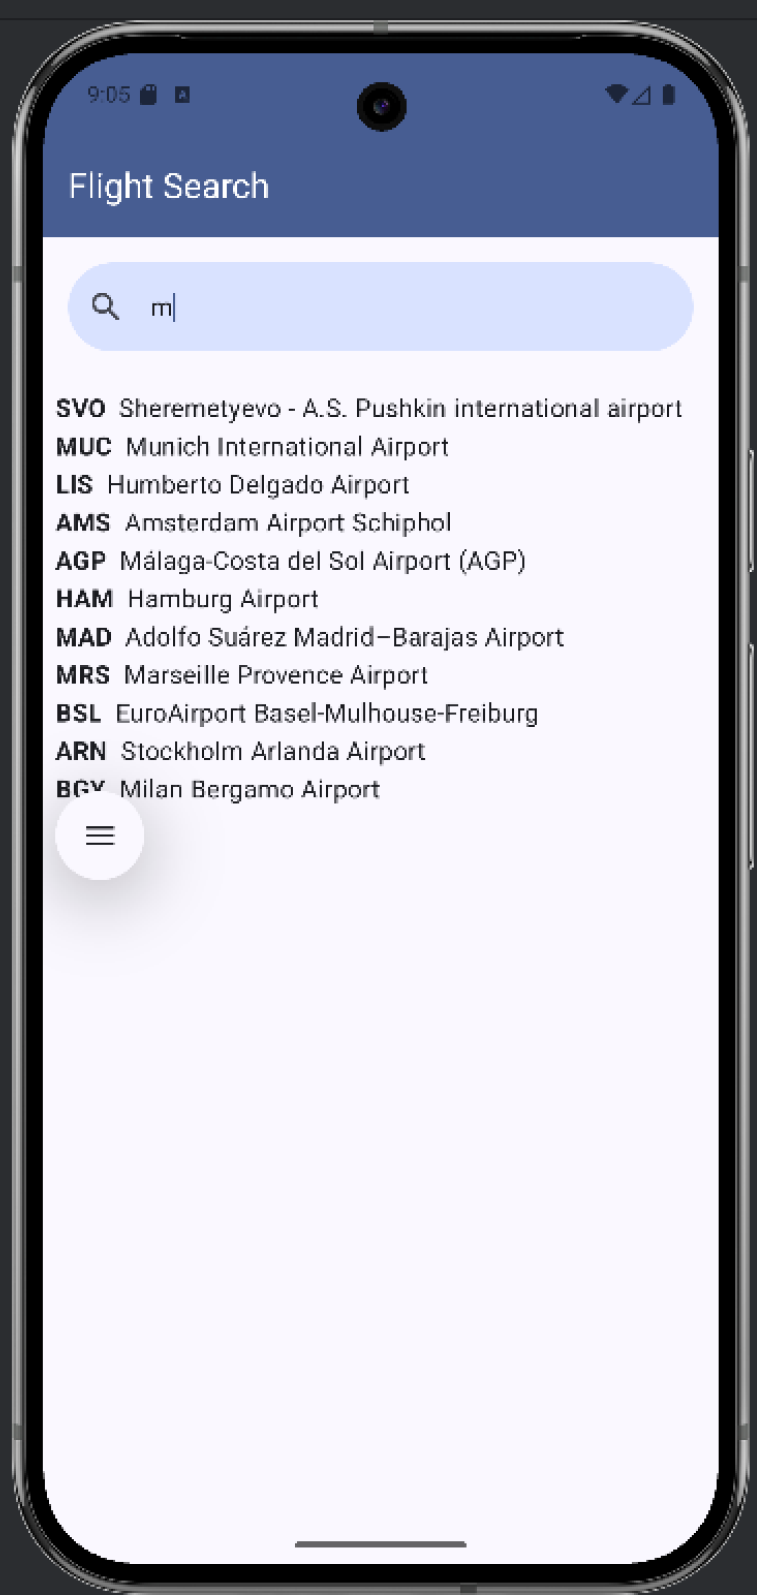 9:05
Flight Search
m
SVO Sheremetyevo - A.S. Pushkin international airport
MUC Munich International Airport
LIS Humberto Delgado Airport
AMS Amsterdam Airport Schiphol
AGP Málaga-Costa del Sol Airport (AGP)
HAM Hamburg Airport
MAD Adolfo Suárez Madrid–Barajas Airport
MRS Marseille Provence Airport
BSL EuroAirport Basel-Mulhouse-Freiburg
ARN Stockholm Arlanda Airport
BGY Milan Bergamo Airport